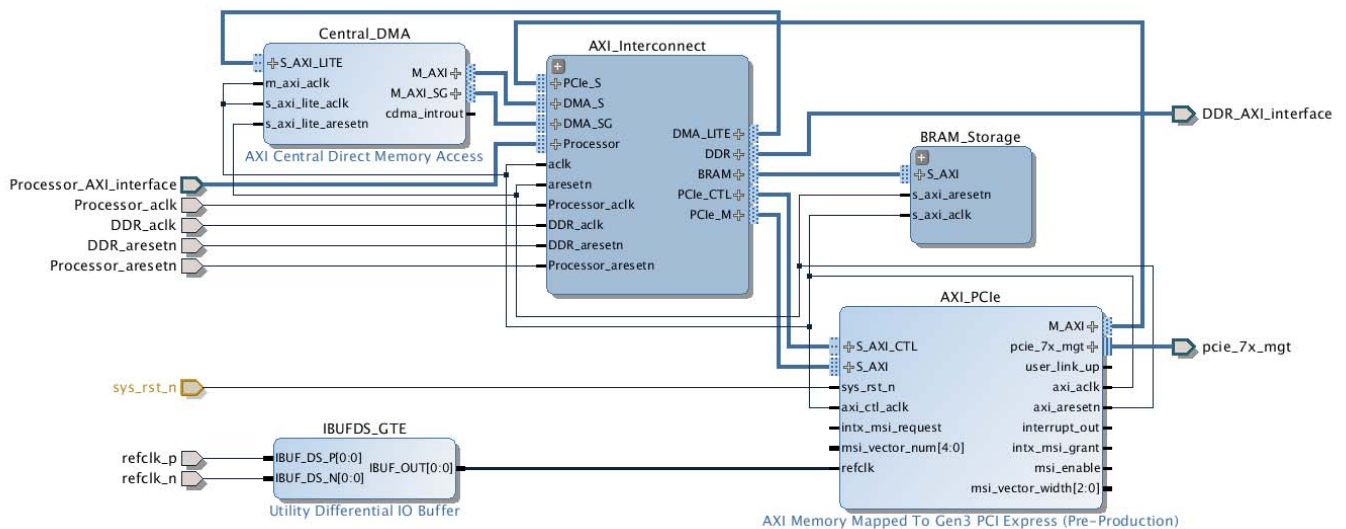 Central_DMA
S_AXI_LITE
m_axi_aclk
s_axi_lite_aclk
s_axi_lite_aresetn
M_AXI
M_AXI_SG
cdma_introut
AXI Central Direct Memory Access
AXI_Interconnect
PCIe_S
DMA_S
DMA_SG
Processor
aclk
aresetn
Processor_aclk
DDR_aclk
DDR_aresetn
Processor_aresetn
DMA_LITE
DDR
BRAM
PCIe_CTL
PCIe_M
Processor_AXI_interface
Processor_aclk
DDR_aclk
DDR_aresetn
Processor_aresetn
DDR_AXI_interface
BRAM_Storage
S_AXI
s_axi_aresetn
s_axi_aclk
AXI_PCIe
S_AXI_CTL
S_AXI
sys_rst_n
axi_ctl_aclk
intx_msi_request
msi_vector_num[4:0]
refclk
M_AXI
pcie_7x_mgt
user_link_up
axi_aclk
axi_aresetn
interrupt_out
intx_msi_grant
msi_enable
msi_vector_width[2:0]
AXI Memory Mapped To Gen3 PCI Express (Pre-Production)
pcie_7x_mgt
sys_rst_n
IBUFDS_GTE
refclk_p
refclk_n
IBUF_DS_P[0:0]
IBUF_DS_N[0:0]
IBUF_OUT[0:0]
Utility Differential IO Buffer